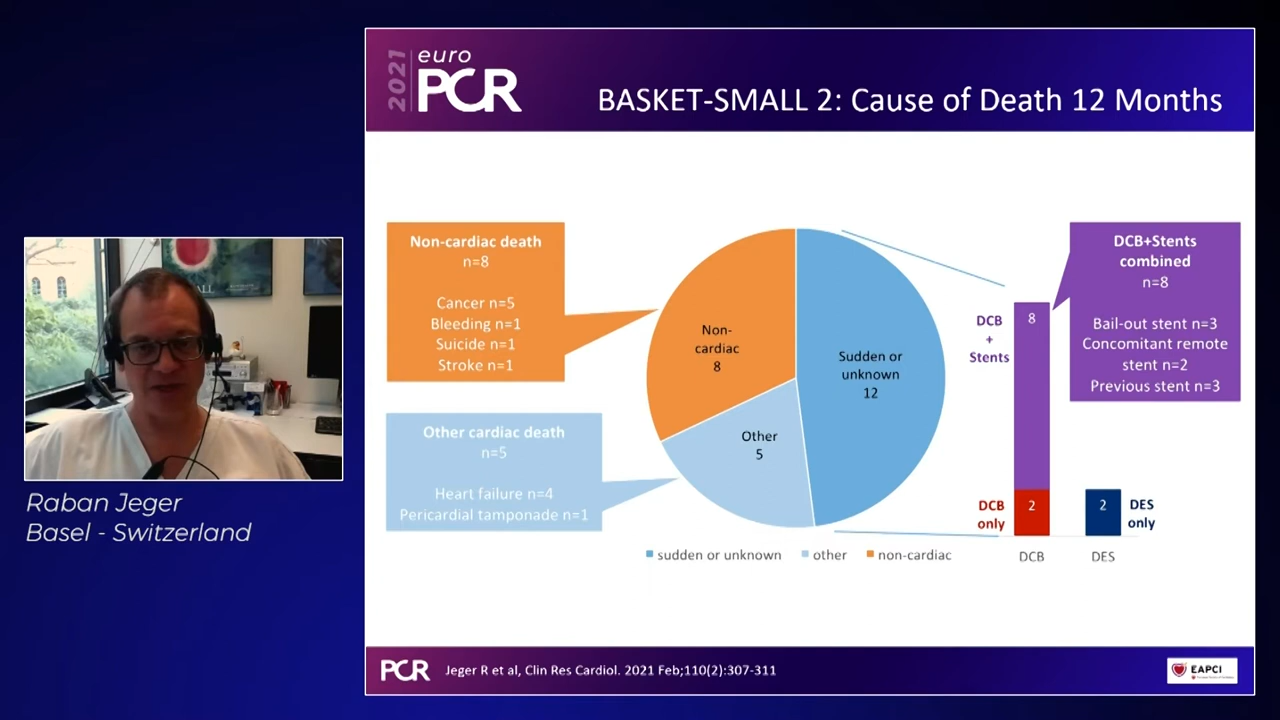 2021
euro
PCR
BASKET-SMALL 2: Cause of Death 12 Months
Non-cardiac death
n=8
Cancer n=5
Bleeding n=1
Suicide n=1
Stroke n=1
Other cardiac death
n=5
Heart failure n=4
Pericardial tamponade n=1
Non-
cardiac
8
Sudden or
unknown
12
Other
5
sudden or unknown
other
non-cardiac
DCB
+
Stents
8
DCB
only
2
2
DES
only
DCB
DES
DCB+Stents
combined
n=8
Bail-out stent n=3
Concomitant remote
stent n=2
Previous stent n=3
Raban Jeger
Basel - Switzerland
PCR
Jeger R et al, Clin Res Cardiol. 2021 Feb;110(2):307-311
EAPCI